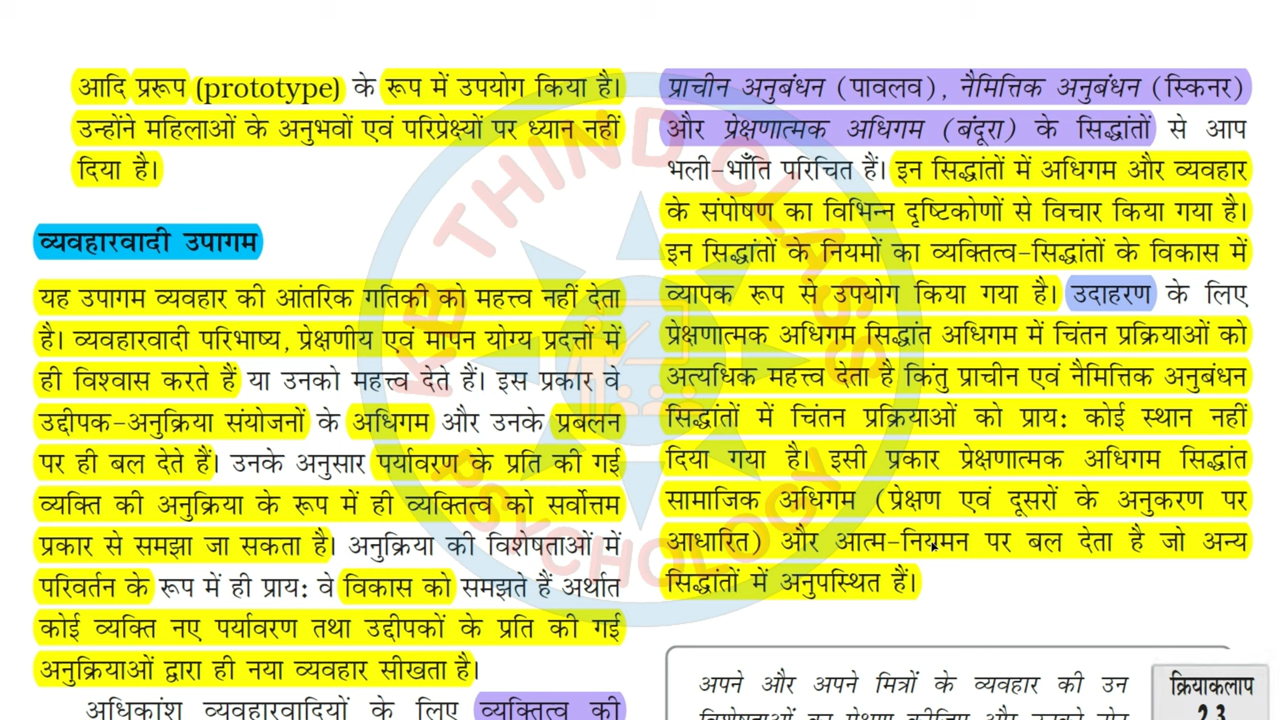 आदि प्ररूप (prototype) के रूप में उपयोग किया है।
उन्होंने महिलाओं के अनुभवों एवं परिप्रेक्ष्यों पर ध्यान नहीं
दिया है।
व्यवहारवादी उपागम
यह उपागम व्यवहार की आंतरिक गतिकी को महत्त्व नहीं देता
है। व्यवहारवादी परिभाष्य, प्रेक्षणीय एवं मापन योग्य प्रदत्तों में
ही विश्वास करते हैं या उनको महत्त्व देते हैं। इस प्रकार वे
उद्दीपक-अनुक्रिया संयोजनों के अधिगम और उनके प्रबलन
पर ही बल देते हैं। उनके अनुसार पर्यावरण के प्रति की गई
व्यक्ति की अनुक्रिया के रूप में ही व्यक्तित्व को सर्वोत्तम
प्रकार से समझा जा सकता है। अनुक्रिया की विशेषताओं में
परिवर्तन के रूप में ही प्राय: वे विकास को समझते हैं अर्थात
कोई व्यक्ति नए पर्यावरण तथा उद्दीपकों के प्रति की गई
अनुक्रियाओं द्वारा ही नया व्यवहार सीखता है।
अधिकांश व्यवहारवादियों के लिए व्यक्तित्व की
प्राचीन अनुबंधन (पावलव), नैमित्तिक अनुबंधन (स्किनर)
और प्रेक्षणात्मक अधिगम (बंदूरा) के सिद्धांतों से आप
भली-भाँति परिचित हैं। इन सिद्धांतों में अधिगम और व्यवहार
के संपोषण का विभिन्न दृष्टिकोणों से विचार किया गया है।
इन सिद्धांतों के नियमों का व्यक्तित्व-सिद्धांतों के विकास में
व्यापक रूप से उपयोग किया गया है। उदाहरण के लिए
प्रेक्षणात्मक अधिगम सिद्धांत अधिगम में चिंतन प्रक्रियाओं को
अत्यधिक महत्त्व देता है किंतु प्राचीन एवं नैमित्तिक अनुबंधन
सिद्धांतों में चिंतन प्रक्रियाओं को प्राय: कोई स्थान नहीं
दिया गया है। इसी प्रकार प्रेक्षणात्मक अधिगम सिद्धांत
सामाजिक अधिगम (प्रेक्षण एवं दूसरों के अनुकरण पर
आधारित) और आत्म-नियमन पर बल देता है जो अन्य
सिद्धांतों में अनुपस्थित हैं।
अपने और अपने मित्रों के व्यवहार की उन
क्रियाकलाप
2.3
KB THIND CLASSES
PSYCHOLOGY